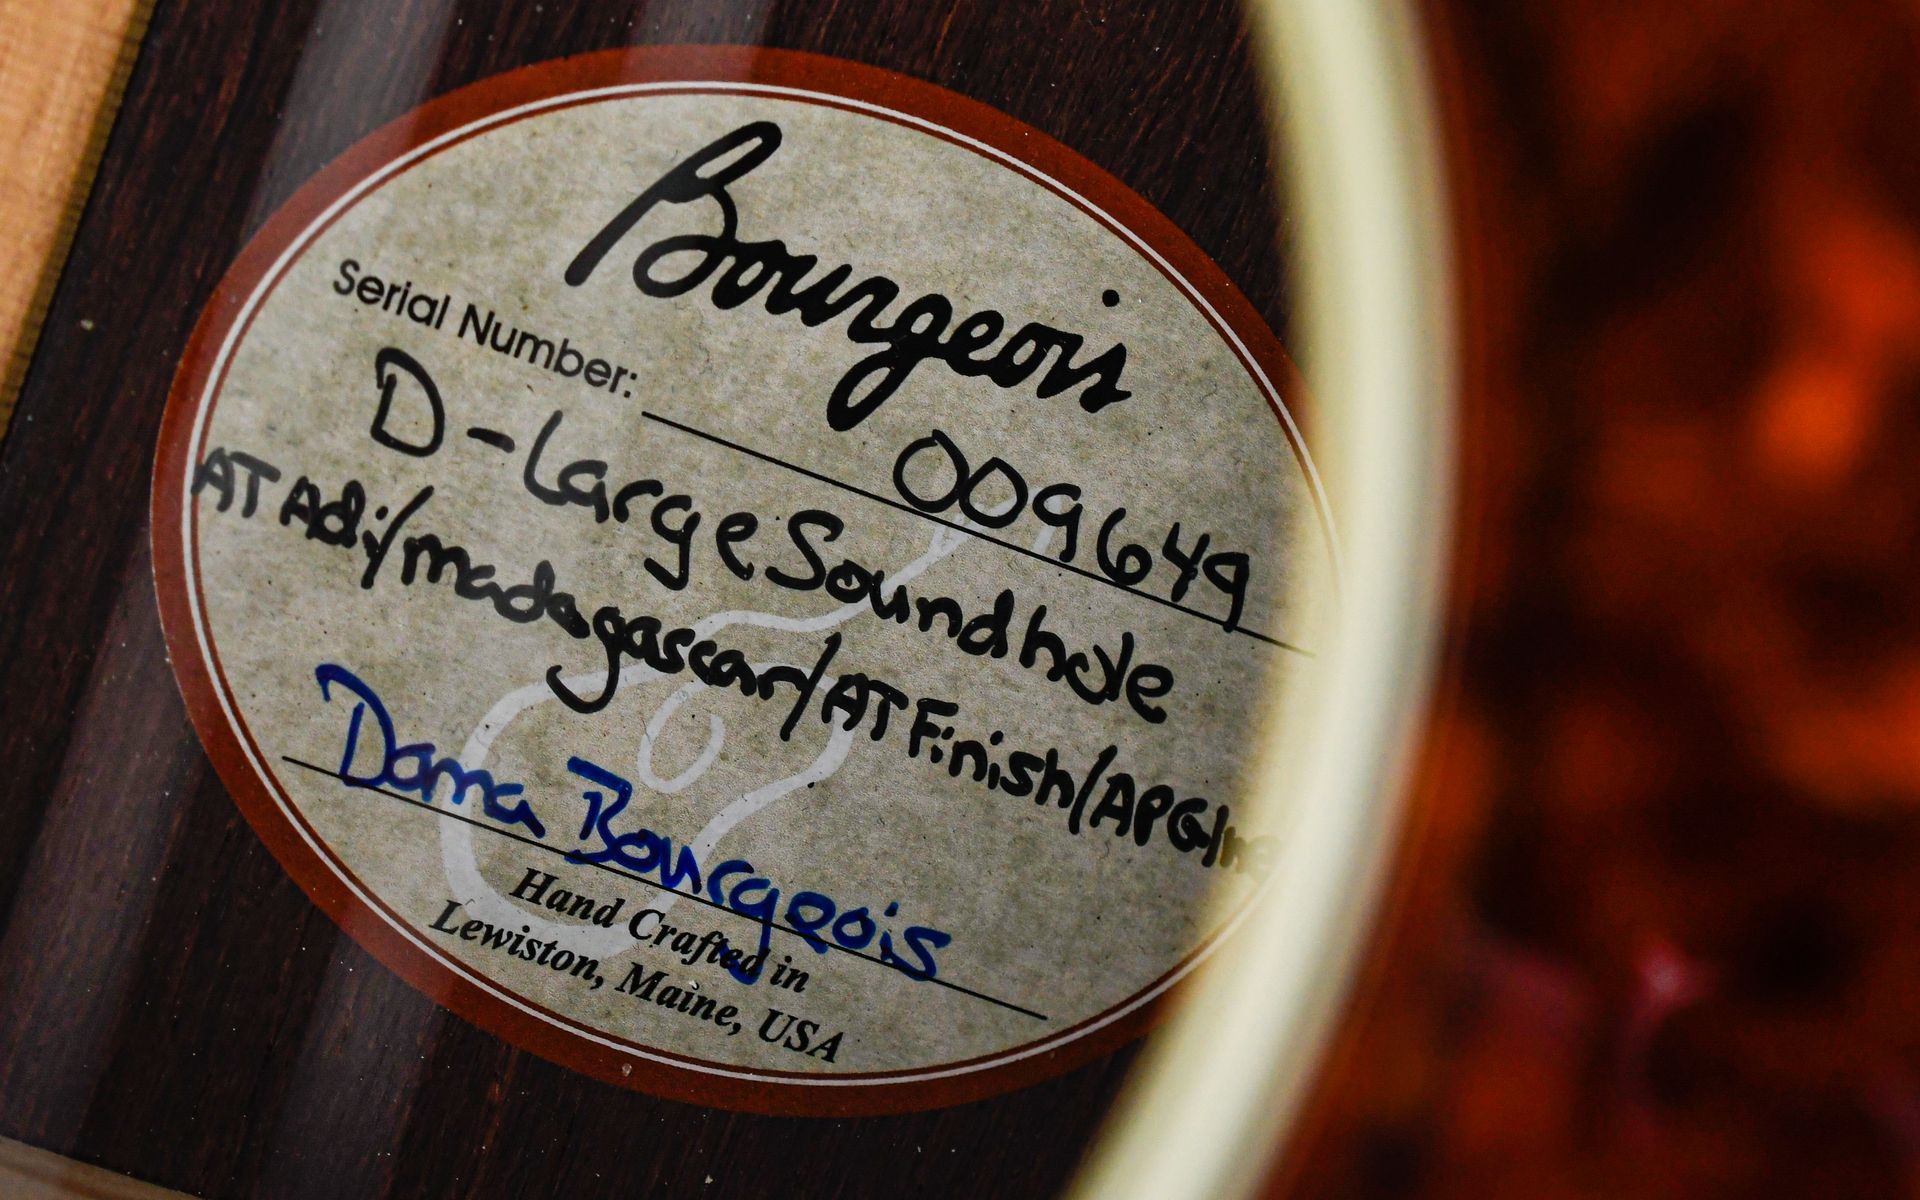 Bourgeois
Serial Number: 009649
D-Large Soundhole
AT Adi/madagascar/AT Finish/
Dana Bourgeois
Hand Crafted in
Lewiston, Maine, USA